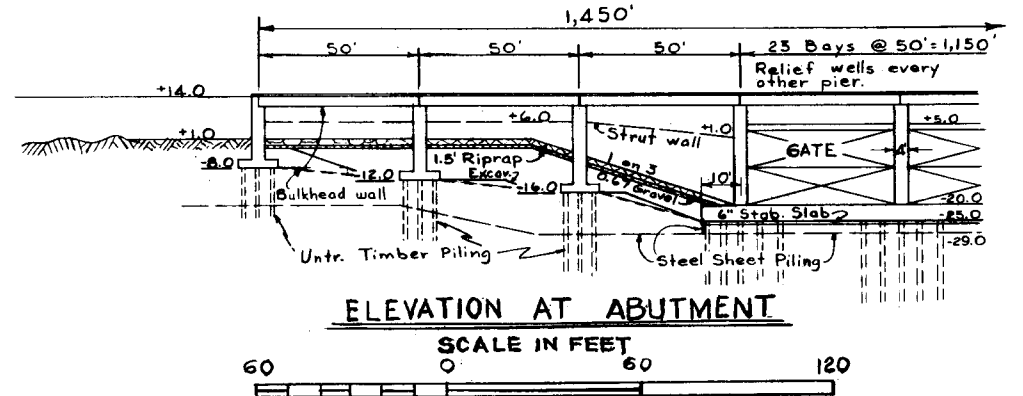 1,450'
50' 50' 50' 23 Bays @ 50' = 1,150'
Relief wells every
other pier.
+14.0
+6.0
+5.0
+1.0
Strut wall
+1.0
1.5' Riprap
1 on 3
GATE
4'
-8.0
Excav.
0.67 Gravel
10'
-12.0
-16.0
Bulkhead wall
6" Stab. Slab
-20.0
-25.0
-29.0
Untr. Timber Piling
Steel Sheet Piling
ELEVATION AT ABUTMENT
SCALE IN FEET
60 0 60 120